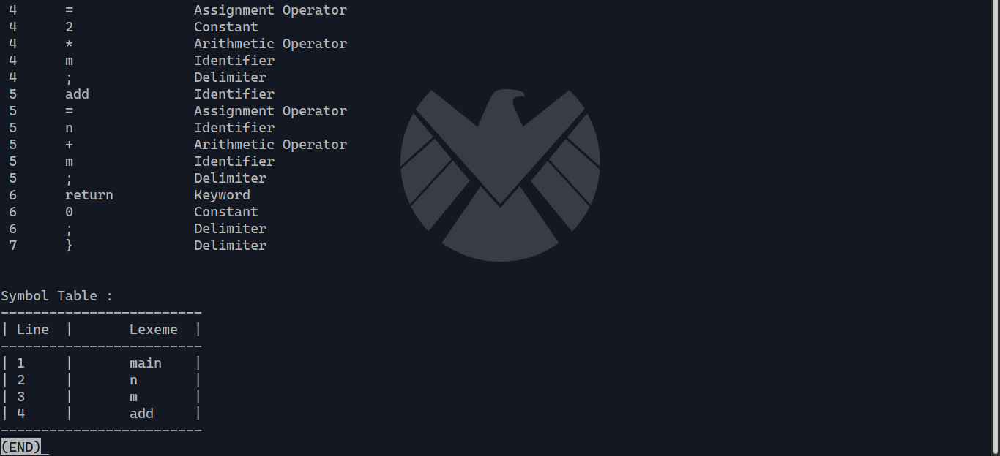 4 = Assignment Operator
4 2 Constant
4 * Arithmetic Operator
4 m Identifier
4 ; Delimiter
5 add Identifier
5 = Assignment Operator
5 n Identifier
5 + Arithmetic Operator
5 m Identifier
5 ; Delimiter
6 return Keyword
6 0 Constant
6 ; Delimiter
7 } Delimiter
Symbol Table :
-------------------------
| Line | Lexeme |
-------------------------
| 1 | main |
| 2 | n |
| 3 | m |
| 4 | add |
-------------------------
(END)